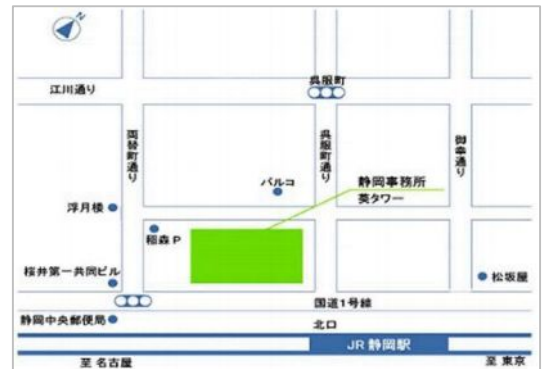 N
呉服町
江川通り
両替町通り
呉服町通り
御幸通り
パルコ
静岡事務所
葵タワー
浮月楼
稲森 P
桜井第一共同ビル
松坂屋
国道1号線
静岡中央郵便局
北口
JR 静岡駅
至 名古屋
至 東京